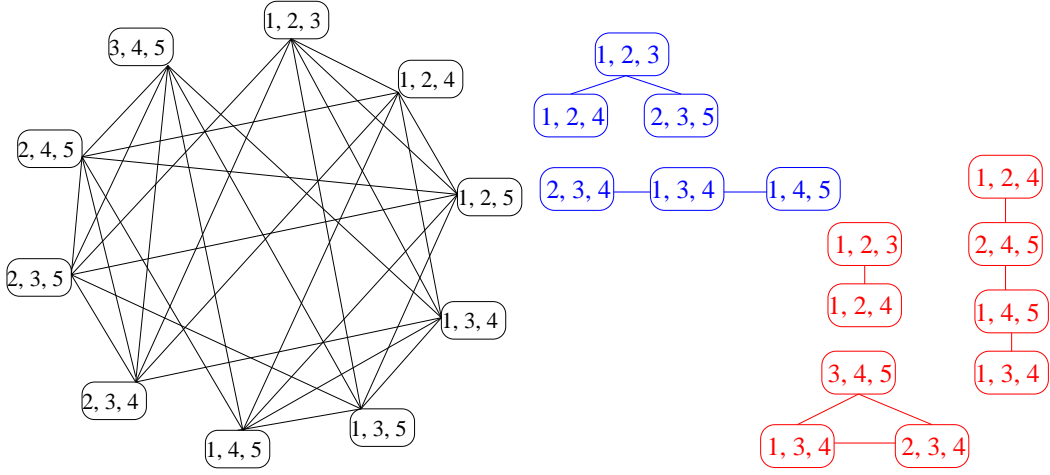 1, 2, 3
3, 4, 5
1, 2, 4
2, 4, 5
1, 2, 5
2, 3, 5
1, 3, 4
2, 3, 4
1, 3, 5
1, 4, 5
1, 2, 3
1, 2, 4
2, 3, 5
2, 3, 4
1, 3, 4
1, 4, 5
1, 2, 3
1, 2, 4
3, 4, 5
1, 3, 4
2, 3, 4
1, 2, 4
2, 4, 5
1, 4, 5
1, 3, 4